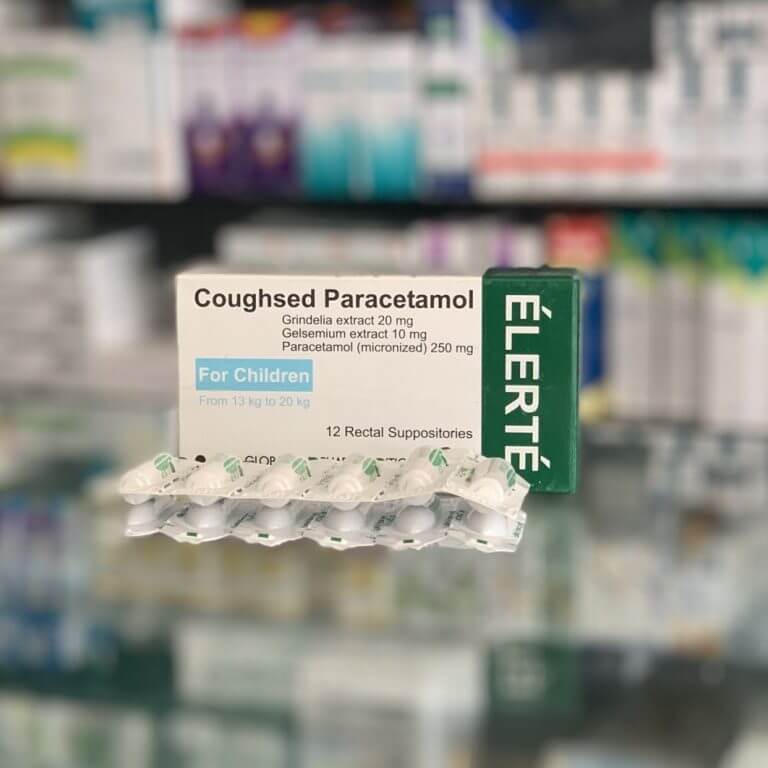 Coughsed Paracetamol
Grindelia extract 20 mg
Gelsemium extract 10 mg
Paracetamol (micronized) 250 mg
For Children
From 13 kg to 20 kg
12 Rectal Suppositories
ÉLERTÉ